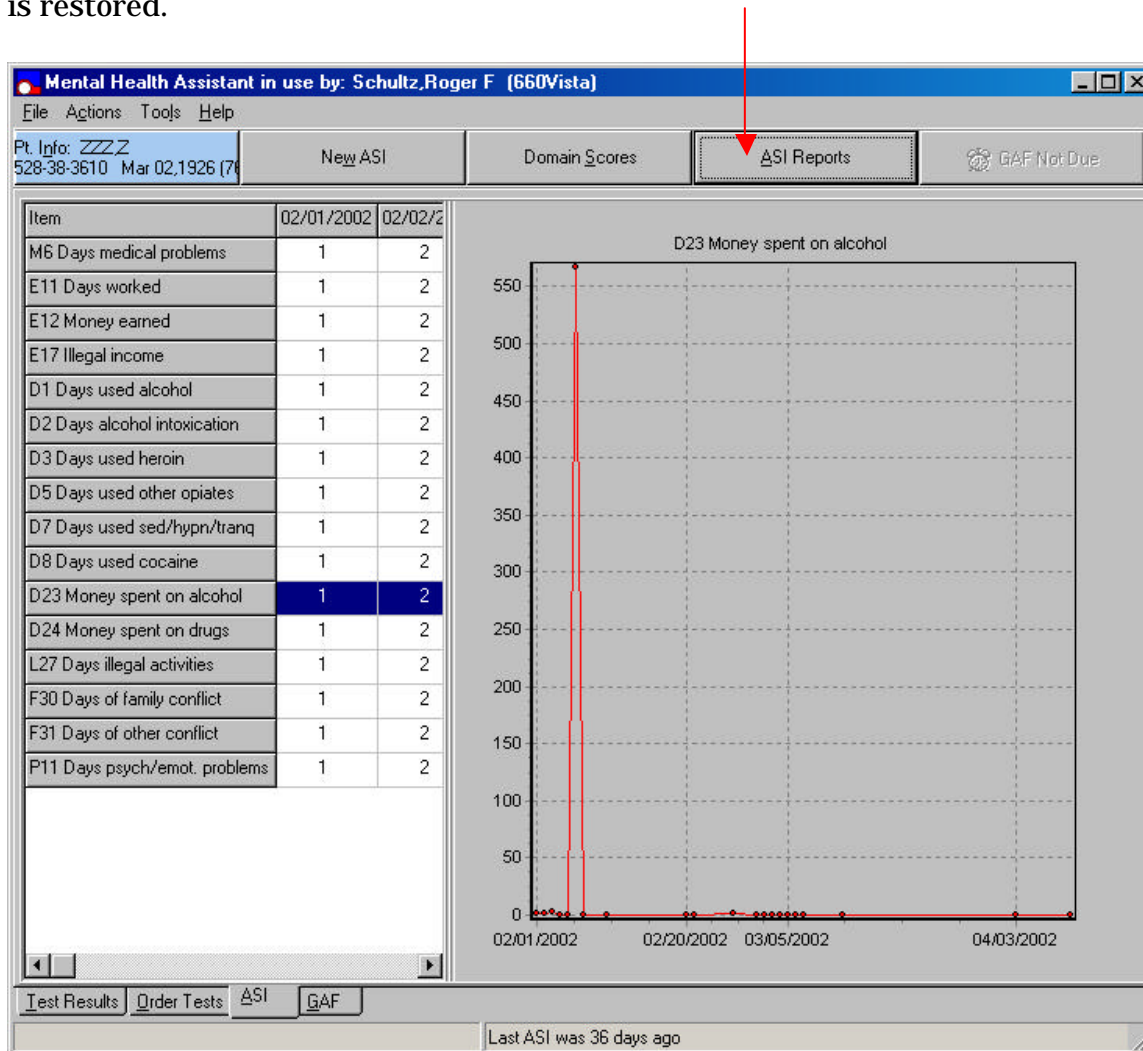 is restored.
Mental Health Assistant in use by: Schultz,Roger F (660Vista)
File Actions Tools Help
Pt. Info: ZZZ,Z
528-38-3610 Mar 02,1926 (76
New ASI
Domain Scores
ASI Reports
GAF Not Due
Item 02/01/2002 02/02/2
M6 Days medical problems 1 2
E11 Days worked 1 2
E12 Money earned 1 2
E17 Illegal income 1 2
D1 Days used alcohol 1 2
D2 Days alcohol intoxication 1 2
D3 Days used heroin 1 2
D5 Days used other opiates 1 2
D7 Days used sed/hypn/tranq 1 2
D8 Days used cocaine 1 2
D23 Money spent on alcohol 1 2
D24 Money spent on drugs 1 2
L27 Days illegal activities 1 2
F30 Days of family conflict 1 2
F31 Days of other conflict 1 2
P11 Days psych/emot. problems 1 2
D23 Money spent on alcohol
550
500
450
400
350
300
250
200
150
100
50
0
02/01/2002 02/20/2002 03/05/2002 04/03/2002
Test Results Order Tests ASI GAF
Last ASI was 36 days ago